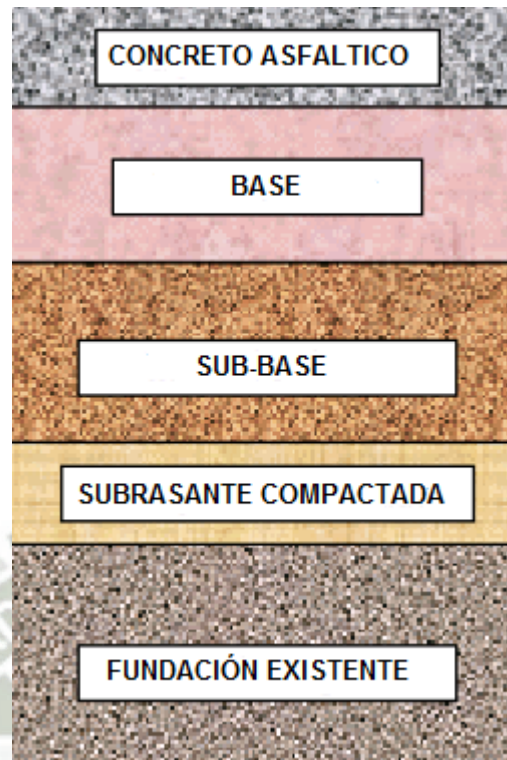 CONCRETO ASFALTICO
BASE
SUB-BASE
SUBRASANTE COMPACTADA
FUNDACIÓN EXISTENTE